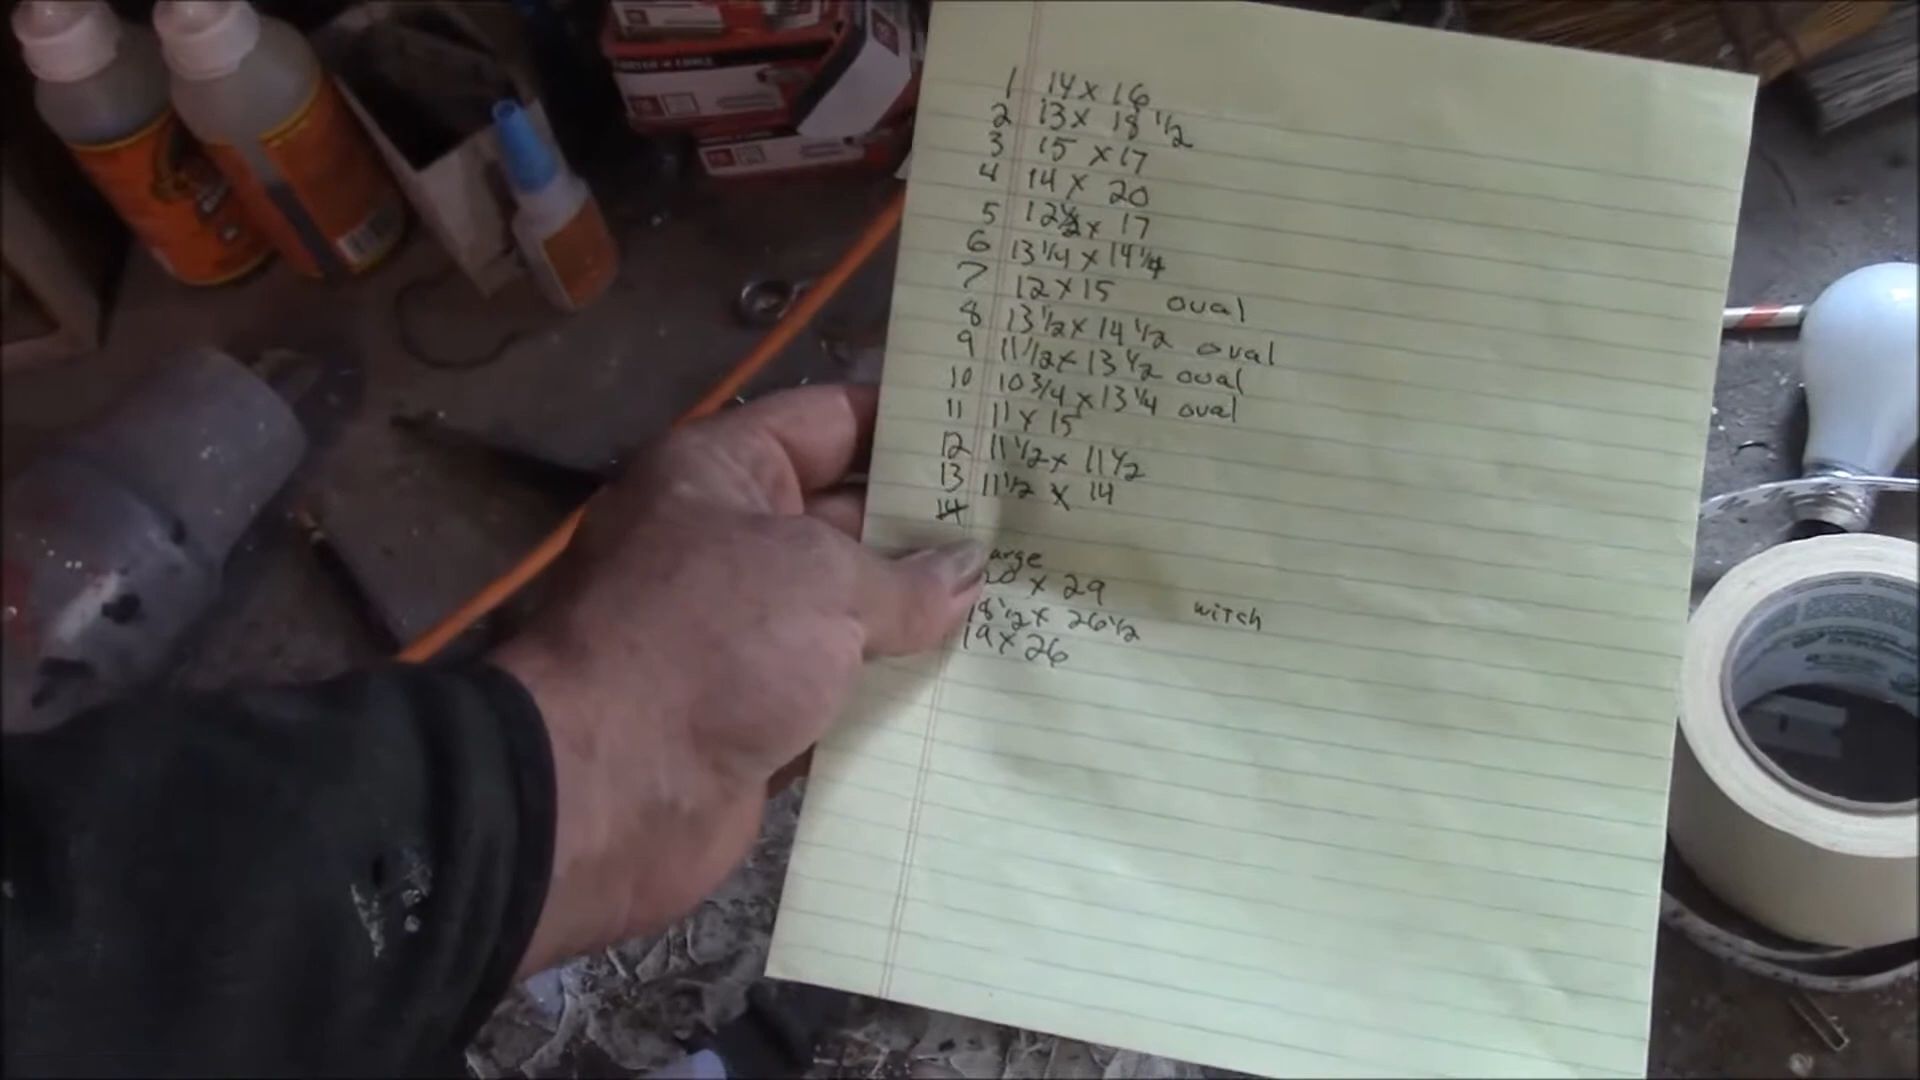 PORTER-CABLE
1 14 x 16
2 13 x 18 1/2
3 15 x 17
4 14 x 20
5 12 1/2 x 17
6 13 1/4 x 14 1/4
7 12 x 15 oval
8 13 1/2 x 14 1/2 oval
9 11 1/2 x 13 1/2 oval
10 10 3/4 x 13 1/4 oval
11 11 x 15
12 11 1/2 x 11 1/2
13 11 1/2 x 14
14
arge
20 x 29
18 1/2 x 26 1/2 witch
19 x 26